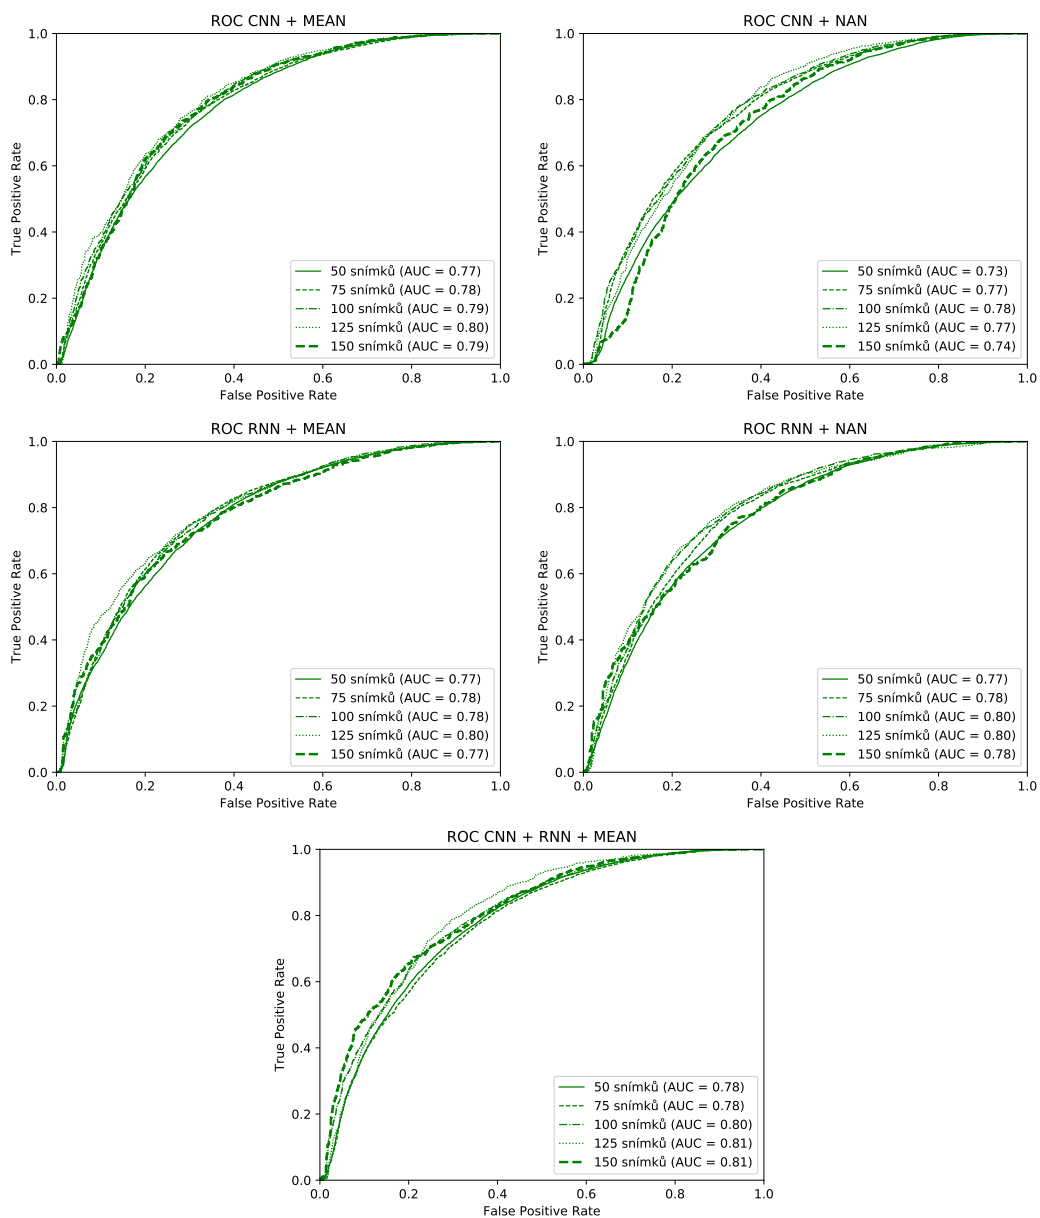 ROC CNN + MEAN
1.0
0.8
0.6
0.4
0.2
0.0
True Positive Rate
50 snímků (AUC = 0.77)
75 snímků (AUC = 0.78)
100 snímků (AUC = 0.79)
125 snímků (AUC = 0.80)
150 snímků (AUC = 0.79)
0.0 0.2 0.4 0.6 0.8 1.0
False Positive Rate
ROC CNN + NAN
1.0
0.8
0.6
0.4
0.2
0.0
True Positive Rate
50 snímků (AUC = 0.73)
75 snímků (AUC = 0.77)
100 snímků (AUC = 0.78)
125 snímků (AUC = 0.77)
150 snímků (AUC = 0.74)
0.0 0.2 0.4 0.6 0.8 1.0
False Positive Rate
ROC RNN + MEAN
1.0
0.8
0.6
0.4
0.2
0.0
True Positive Rate
50 snímků (AUC = 0.77)
75 snímků (AUC = 0.78)
100 snímků (AUC = 0.78)
125 snímků (AUC = 0.80)
150 snímků (AUC = 0.77)
0.0 0.2 0.4 0.6 0.8 1.0
False Positive Rate
ROC RNN + NAN
1.0
0.8
0.6
0.4
0.2
0.0
True Positive Rate
50 snímků (AUC = 0.77)
75 snímků (AUC = 0.78)
100 snímků (AUC = 0.80)
125 snímků (AUC = 0.80)
150 snímků (AUC = 0.78)
0.0 0.2 0.4 0.6 0.8 1.0
False Positive Rate
ROC CNN + RNN + MEAN
1.0
0.8
0.6
0.4
0.2
0.0
True Positive Rate
50 snímků (AUC = 0.78)
75 snímků (AUC = 0.78)
100 snímků (AUC = 0.80)
125 snímků (AUC = 0.81)
150 snímků (AUC = 0.81)
0.0 0.2 0.4 0.6 0.8 1.0
False Positive Rate